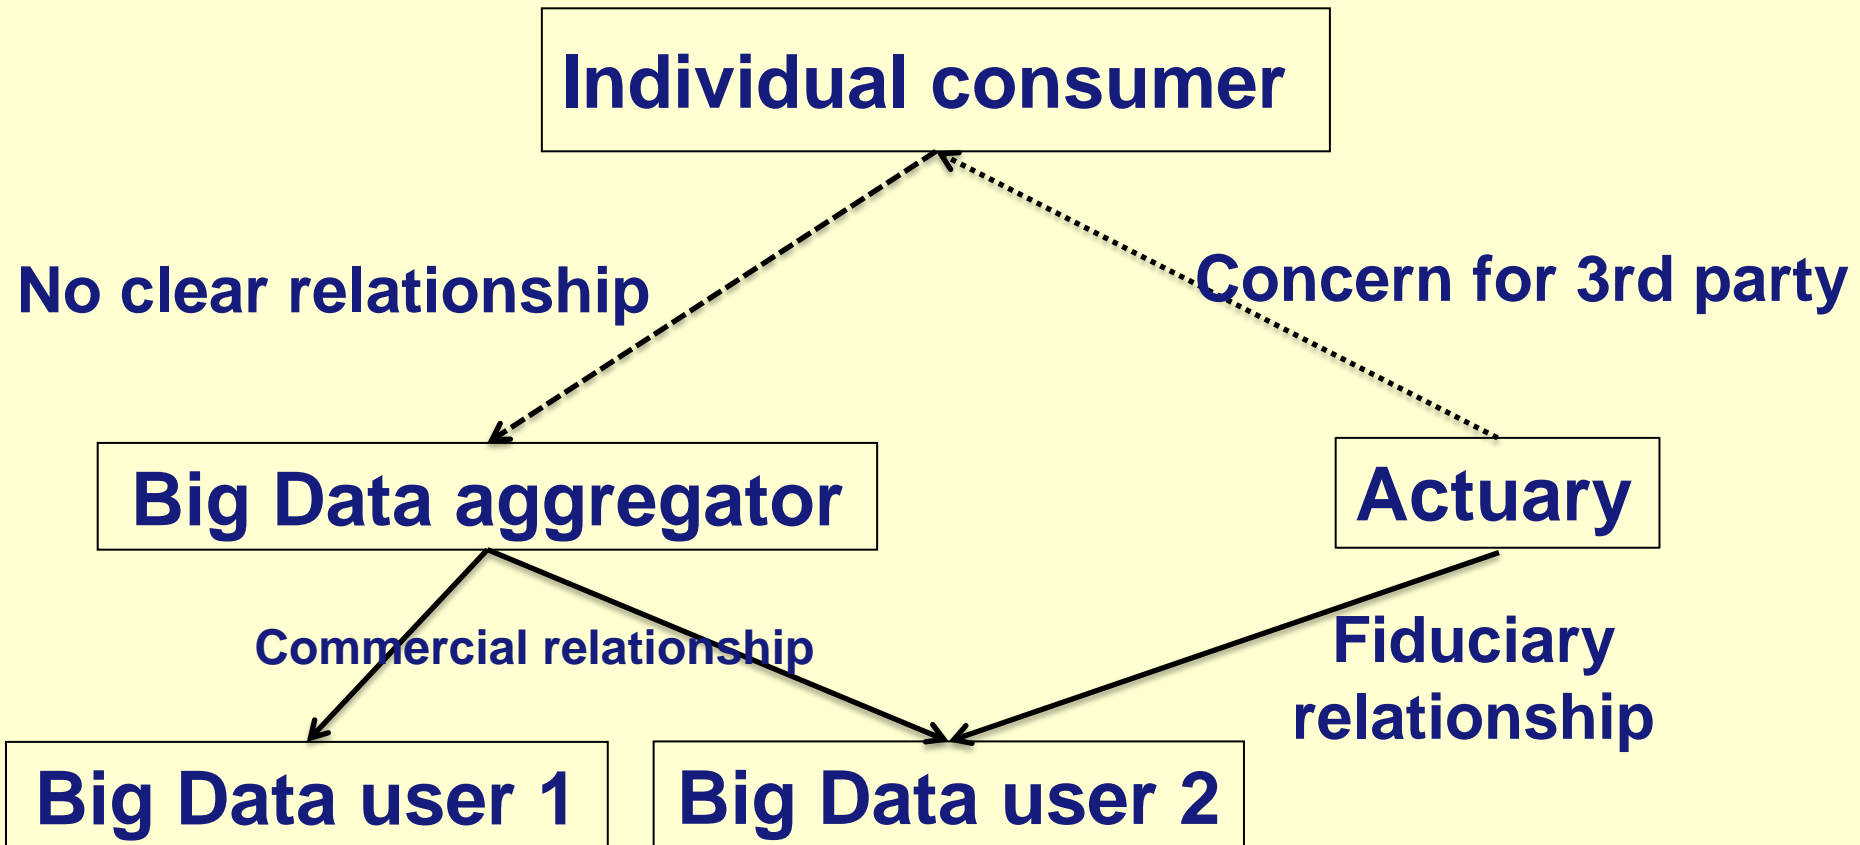 Individual consumer
No clear relationship
Concern for 3rd party
Big Data aggregator
Actuary
Commercial relationship
Fiduciary
relationship
Big Data user 1
Big Data user 2